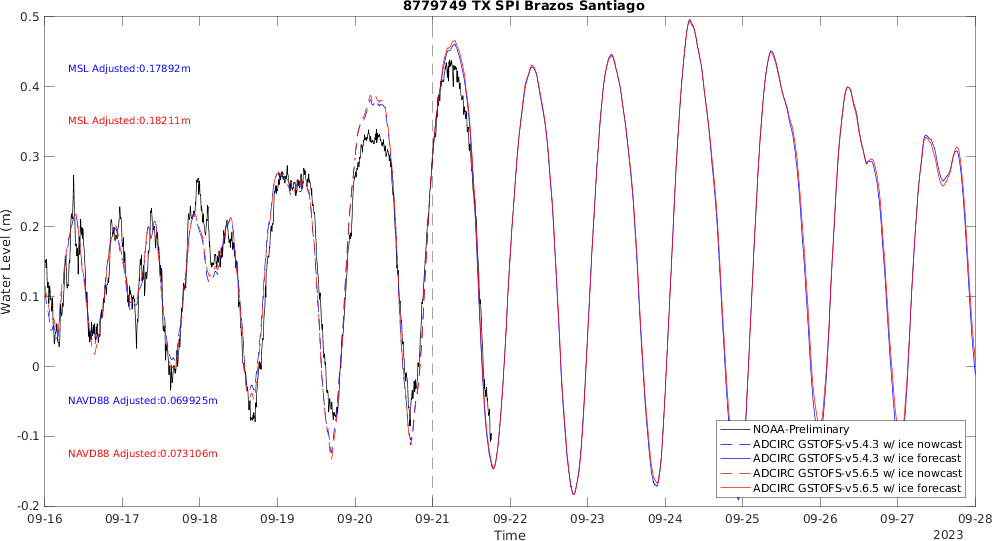 8779749 TX SPI Brazos Santiago
0.5
0.4
0.3
0.2
0.1
0
-0.1
-0.2
Water Level (m)
MSL Adjusted:0.17892m
MSL Adjusted:0.18211m
NAVD88 Adjusted:0.069925m
NAVD88 Adjusted:0.073106m
NOAA-Preliminary
ADCIRC GSTOFS-v5.4.3 w/ ice nowcast
ADCIRC GSTOFS-v5.4.3 w/ ice forecast
ADCIRC GSTOFS-v5.6.5 w/ ice nowcast
ADCIRC GSTOFS-v5.6.5 w/ ice forecast
09-16 09-17 09-18 09-19 09-20 09-21 09-22 09-23 09-24 09-25 09-26 09-27 09-28
Time
2023